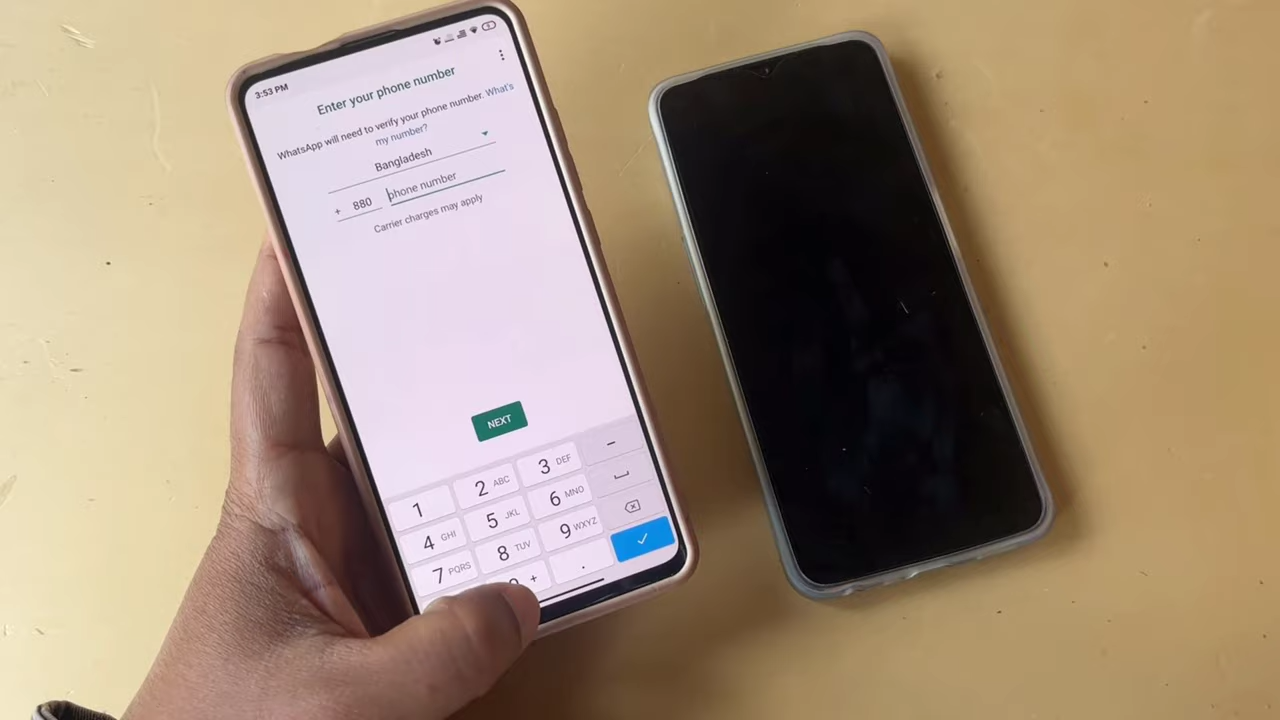 3:53 PM
Enter your phone number
WhatsApp will need to verify your phone number. What's
my number?
Bangladesh
+ 880 phone number
Carrier charges may apply
NEXT
1 2 ABC 3 DEF −
4 GHI 5 JKL 6 MNO
7 PQRS 8 TUV 9 WXYZ
+ .